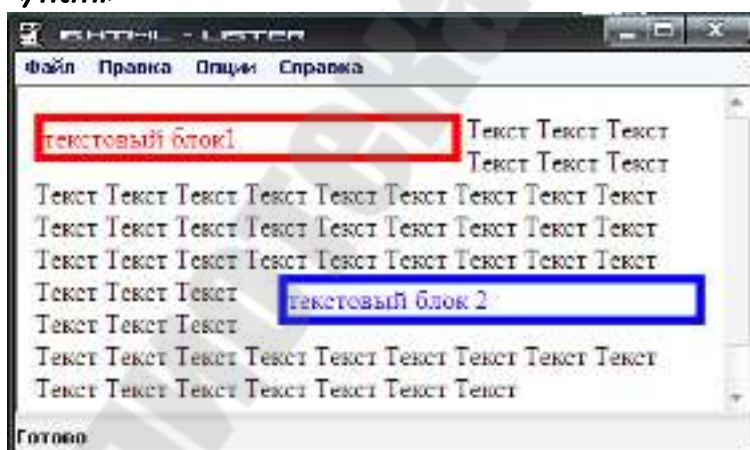 - LISTER
Файл Правка Опции Справка
текстовый блок1
Текст Текст Текст
Текст Текст Текст
Текст Текст Текст Текст Текст Текст Текст Текст Текст
Текст Текст Текст Текст Текст Текст Текст Текст Текст
Текст Текст Текст Текст Текст Текст Текст Текст Текст
Текст Текст Текст
текстовый блок 2
Текст Текст Текст
Текст Текст Текст Текст Текст Текст Текст Текст Текст
Текст Текст Текст Текст Текст Текст Текст
Готово